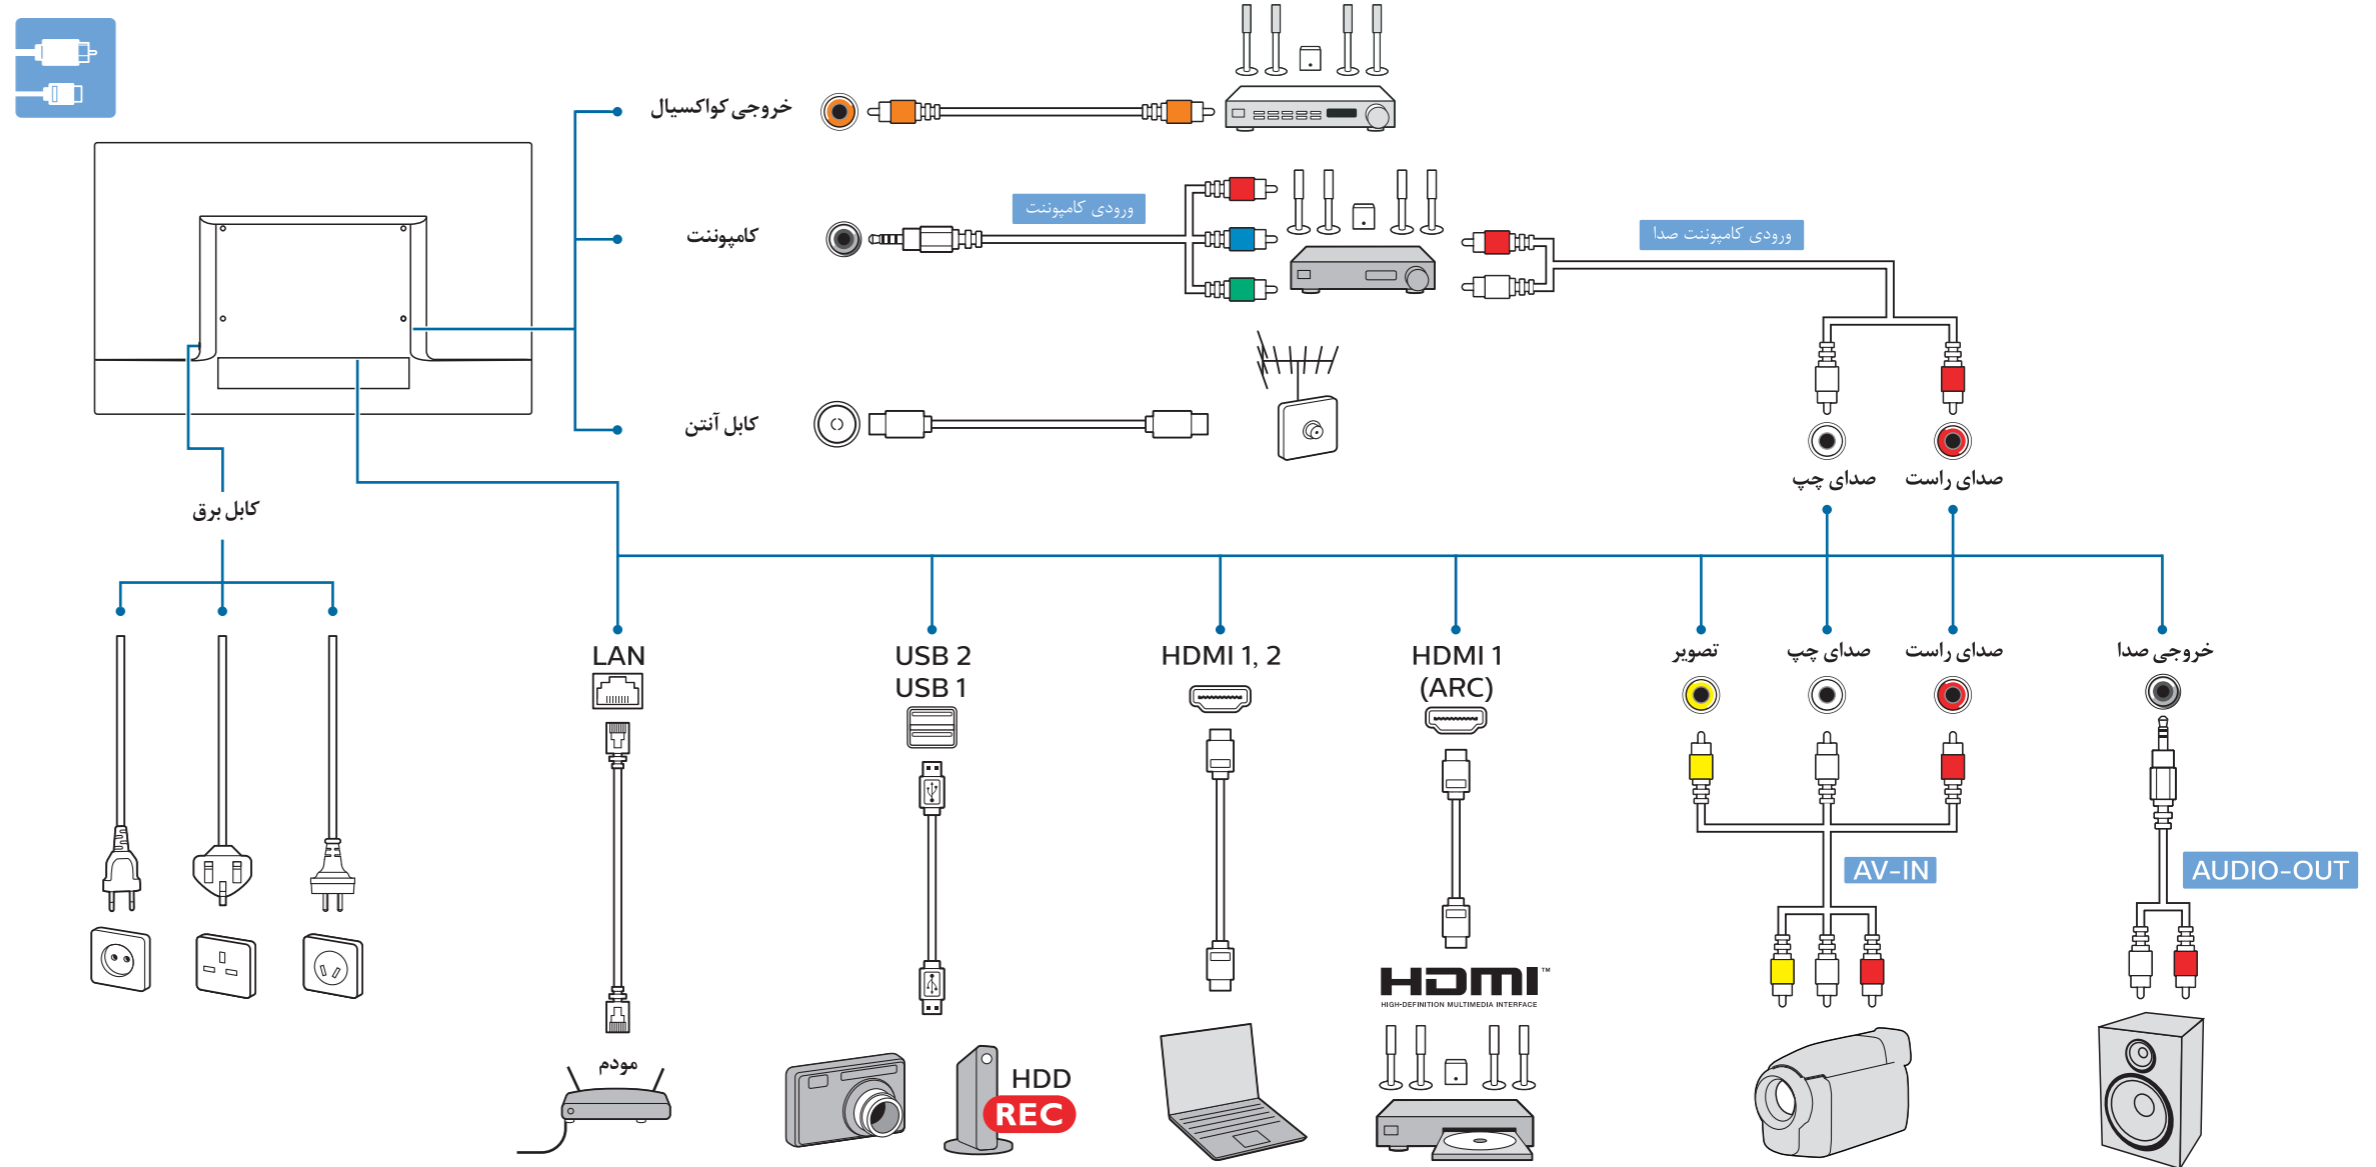 خروجی کواکسیال
کامپوننت
ورودی کامپوننت
ورودی کامپوننت صدا
کابل آنتن
صدای چپ
صدای راست
کابل برق
LAN
USB 2
USB 1
HDMI 1, 2
HDMI 1
(ARC)
تصویر
صدای چپ
صدای راست
خروجی صدا
AV-IN
AUDIO-OUT
HDMI™
HIGH-DEFINITION MULTIMEDIA INTERFACE
مودم
HDD
REC